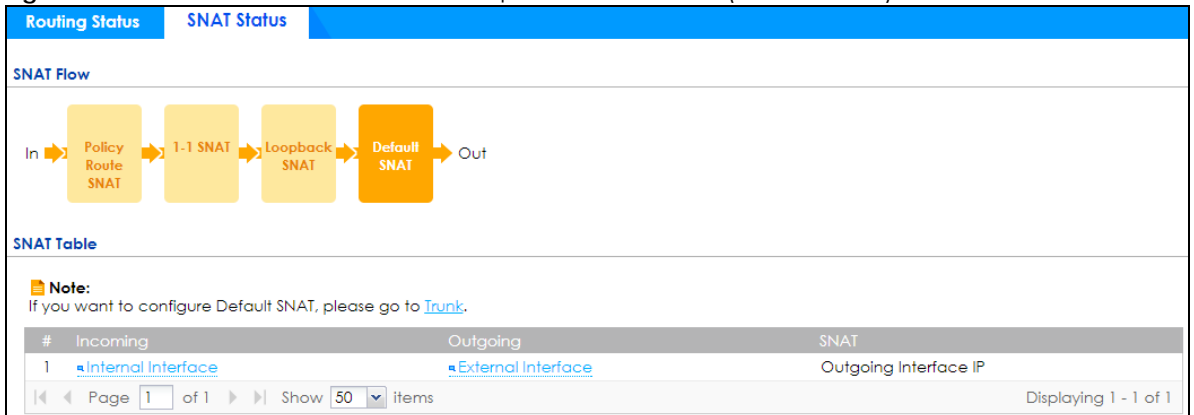 Routing Status SNAT Status
SNAT Flow
In Policy Route SNAT 1-1 SNAT Loopback SNAT Default SNAT Out
SNAT Table
Note:
If you want to configure Default SNAT, please go to Trunk.
# Incoming Outgoing SNAT
1 Internal Interface External Interface Outgoing Interface IP
Page 1 of 1 Show 50 items Displaying 1 - 1 of 1